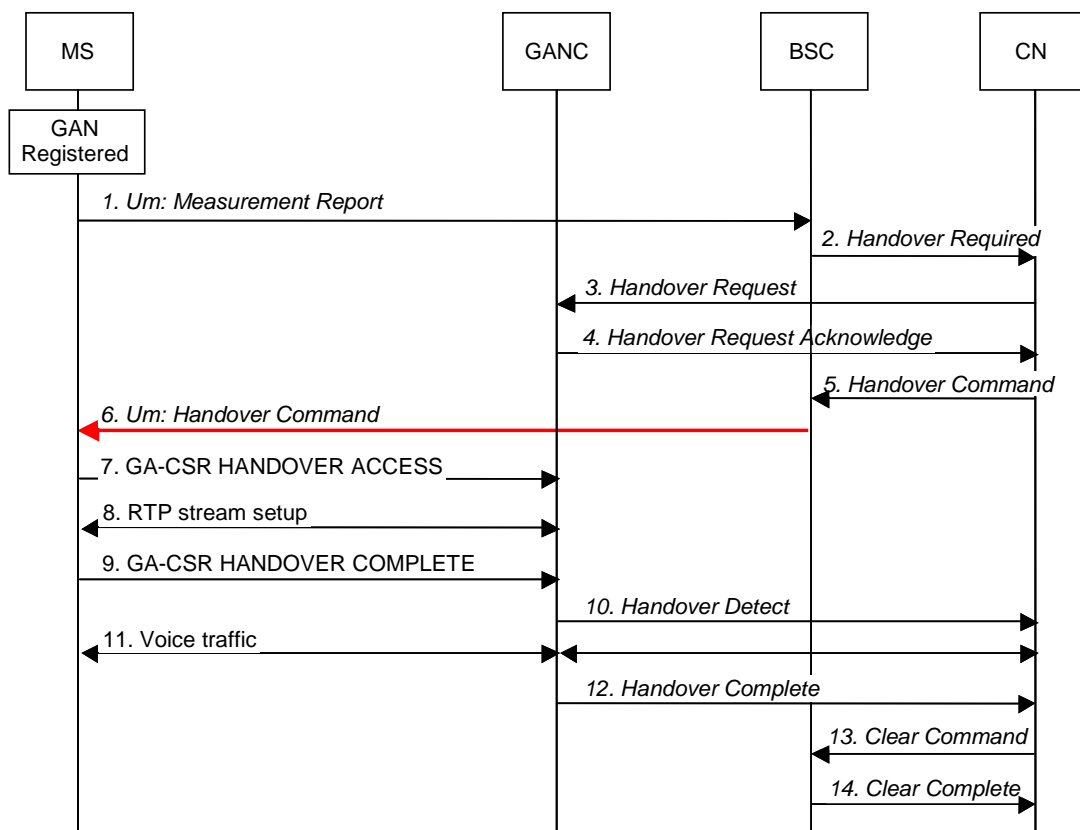 MS
GANC
BSC
CN
GAN
Registered
1. Um: Measurement Report
2. Handover Required
3. Handover Request
4. Handover Request Acknowledge
5. Handover Command
6. Um: Handover Command
7. GA-CSR HANDOVER ACCESS
8. RTP stream setup
9. GA-CSR HANDOVER COMPLETE
10. Handover Detect
11. Voice traffic
12. Handover Complete
13. Clear Command
14. Clear Complete